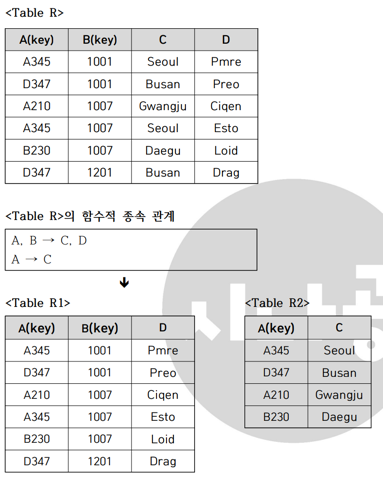 <Table R>
A(key) B(key) C D
A345 1001 Seoul Pmre
D347 1001 Busan Preo
A210 1007 Gwangju Ciqen
A345 1007 Seoul Esto
B230 1007 Daegu Loid
D347 1201 Busan Drag
<Table R>의 함수적 종속 관계
A, B → C, D
A → C
<Table R1>
A(key) B(key) D
A345 1001 Pmre
D347 1001 Preo
A210 1007 Ciqen
A345 1007 Esto
B230 1007 Loid
D347 1201 Drag
<Table R2>
A(key) C
A345 Seoul
D347 Busan
A210 Gwangju
B230 Daegu